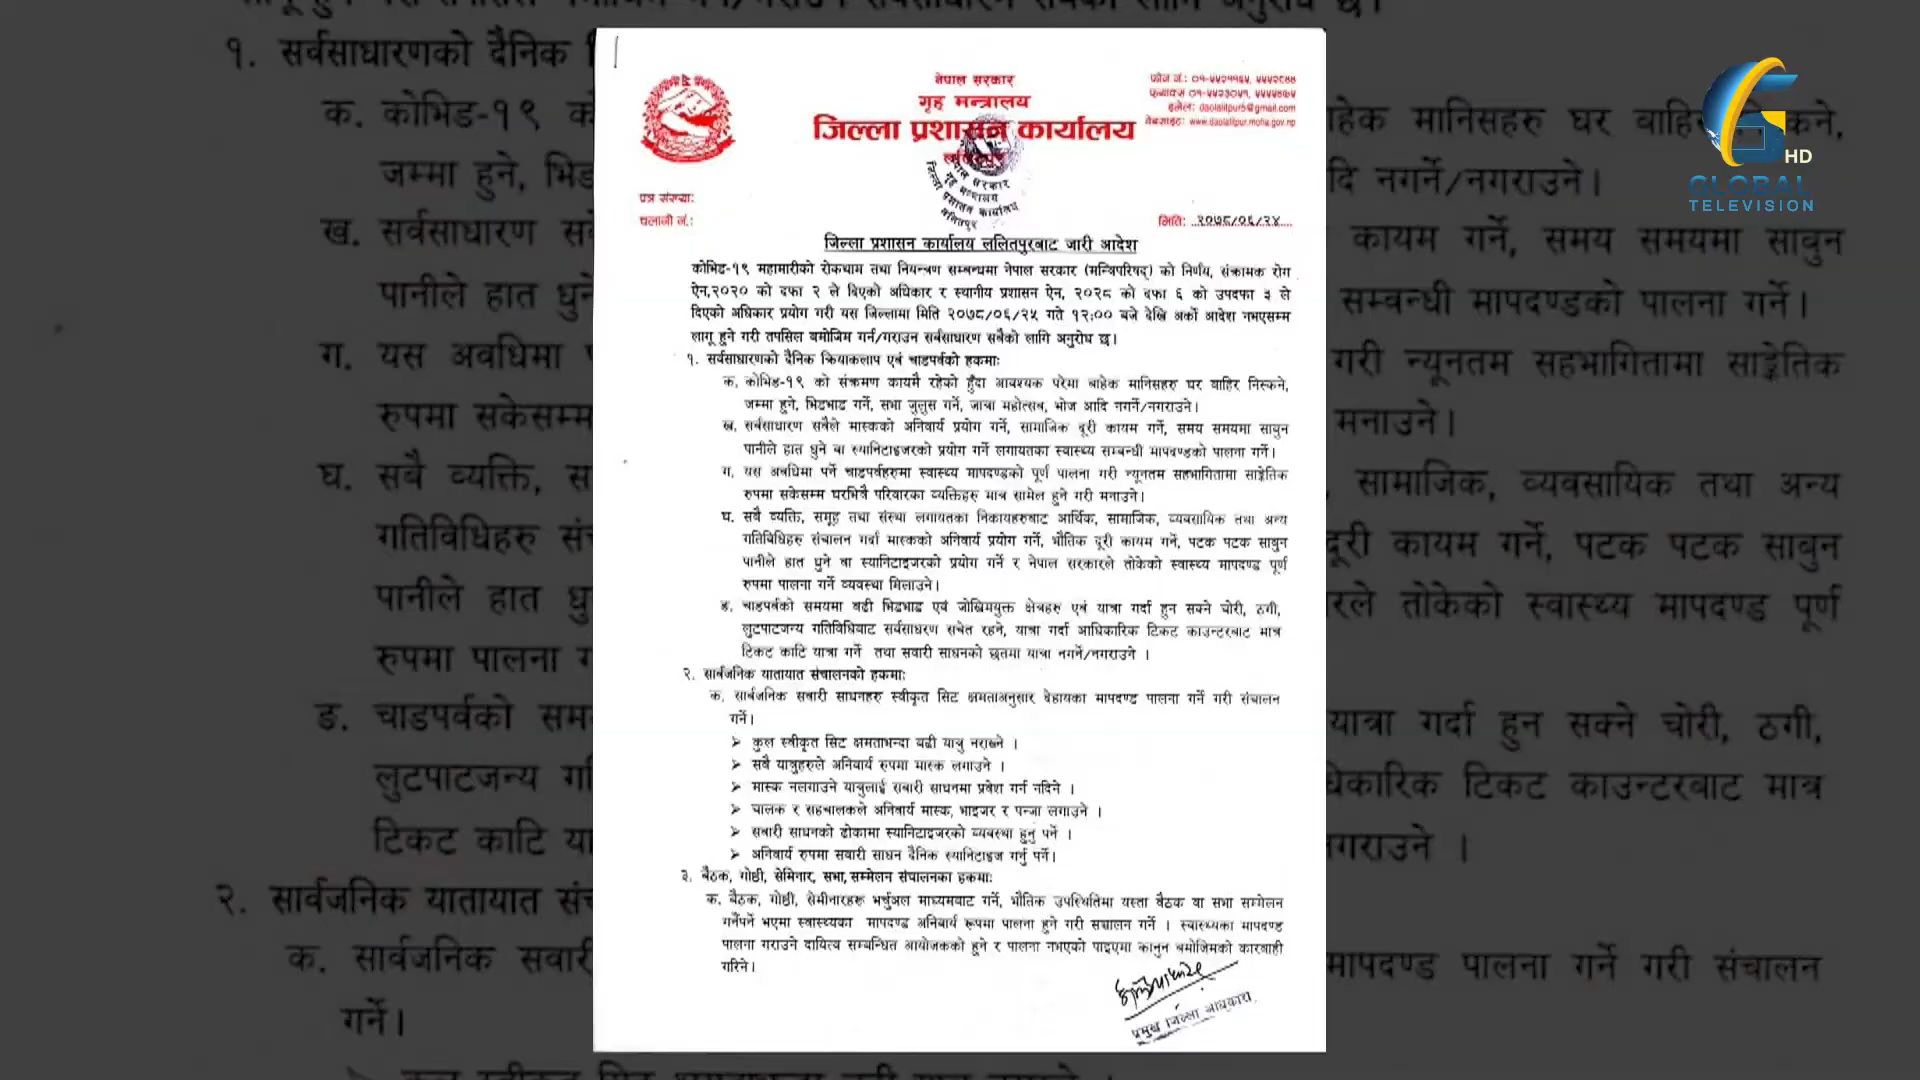 नेपाल सरकार
गृह मन्त्रालय
जिल्ला प्रशासन कार्यालय
ललितपुर
फोन नं.:
इमेल: daolalitpur5@gmail.com
वेबसाइट: www.daolalitpur.moha.gov.np
पत्र संख्या:
चलानी नं.:
मिति: २०७८/०६/२४
नेपाल सरकार
गृह मन्त्रालय
जिल्ला प्रशासन कार्यालय
ललितपुर
जिल्ला प्रशासन कार्यालय ललितपुरबाट जारी आदेश
कोभिड-१९ महामारीको रोकथाम तथा नियन्त्रण सम्बन्धमा नेपाल सरकार (मन्त्रिपरिषद्) को निर्णय, संक्रामक रोग
ऐन,२०२० को दफा २ ले दिएको अधिकार र स्थानीय प्रशासन ऐन, २०२८ को दफा ६ को उपदफा ३ ले
दिएको अधिकार प्रयोग गरी यस जिल्लामा मिति २०७८/०६/२५ गते १२:०० बजे देखि अर्को आदेश नभएसम्म
लागू हुने गरी तपसिल बमोजिम गर्न/गराउन सर्वसाधारण सबैको लागि अनुरोध छ।
१. सर्वसाधारणको दैनिक क्रियाकलाप एवं चाडपर्वको हकमाः
क. कोभिड-१९ को संक्रमण कायमै रहेको हुँदा आवश्यक परेमा बाहेक मानिसहरु घर बाहिर निस्कने,
जम्मा हुने, भिडभाड गर्ने, सभा जुलुस गर्ने, जात्रा महोत्सव, भोज आदि नगर्ने/नगराउने।
ख. सर्वसाधारण सबैले मास्कको अनिवार्य प्रयोग गर्ने, सामाजिक दूरी कायम गर्ने, समय समयमा साबुन
पानीले हात धुने वा स्यानिटाइजरको प्रयोग गर्ने लगायतका स्वास्थ्य सम्बन्धी मापदण्डको पालना गर्ने।
ग. यस अवधिमा पर्ने चाडपर्वहरुमा स्वास्थ्य मापदण्डको पूर्ण पालना गरी न्यूनतम सहभागितामा साङ्केतिक
रुपमा सकेसम्म घरभित्रै परिवारका व्यक्तिहरु मात्र सामेल हुने गरी मनाउने।
घ. सबै व्यक्ति, समूह तथा संस्था लगायतका निकायहरुबाट आर्थिक, सामाजिक, व्यवसायिक तथा अन्य
गतिविधिहरु संचालन गर्दा मास्कको अनिवार्य प्रयोग गर्ने, भौतिक दूरी कायम गर्ने, पटक पटक साबुन
पानीले हात धुने वा स्यानिटाइजरको प्रयोग गर्ने र नेपाल सरकारले तोकेको स्वास्थ्य मापदण्ड पूर्ण
रुपमा पालना गर्ने व्यवस्था मिलाउने।
ङ. चाडपर्वको समयमा बढी भिडभाड एवं जोखिमयुक्त क्षेत्रहरु एवं यात्रा गर्दा हुन सक्ने चोरी, ठगी,
लुटपाटजन्य गतिविधिबाट सर्वसाधरण सचेत रहने, यात्रा गर्दा आधिकारिक टिकट काउन्टरबाट मात्र
टिकट काटि यात्रा गर्ने तथा सवारी साधनको छतमा यात्रा नगर्ने/नगराउने ।
२. सार्वजनिक यातायात संचालनको हकमाः
क. सार्वजनिक सवारी साधनहरु स्वीकृत सिट क्षमताअनुसार देहायका मापदण्ड पालना गर्ने गरी संचालन
गर्ने।
➢ कुल स्वीकृत सिट क्षमताभन्दा बढी यात्रु नराख्ने ।
➢ सबै यात्रुहरुले अनिवार्य रुपमा मास्क लगाउने ।
➢ मास्क नलगाउने यात्रुलाई सवारी साधनमा प्रवेश गर्न नदिने ।
➢ चालक र सहचालकले अनिवार्य मास्क, भाइजर र पन्जा लगाउने ।
➢ सवारी साधनको ढोकामा स्यानिटाइजरको व्यवस्था हुनु पर्ने ।
➢ अनिवार्य रुपमा सवारी साधन दैनिक स्यानिटाइज गर्नु पर्ने।
३. बैठक, गोष्ठी, सेमिनार, सभा,सम्मेलन संचालनका हकमाः
क. बैठक, गोष्ठी, सेमीनारहरु भर्चुअल माध्यमबाट गर्ने, भौतिक उपस्थितिमा यस्ता बैठक वा सभा सम्मेलन
गर्नैपर्ने भएमा स्वास्थ्यका मापदण्ड अनिवार्य रूपमा पालना हुने गरी सञ्चालन गर्ने । स्वास्थ्यका मापदण्ड
पालना गराउने दायित्व सम्बन्धित आयोजकको हुने र पालना नभएको पाइएमा कानुन बमोजिमको कारवाही
गरिने।
प्रमुख जिल्ला अधिकारी
GLOBAL
TELEVISION
HD